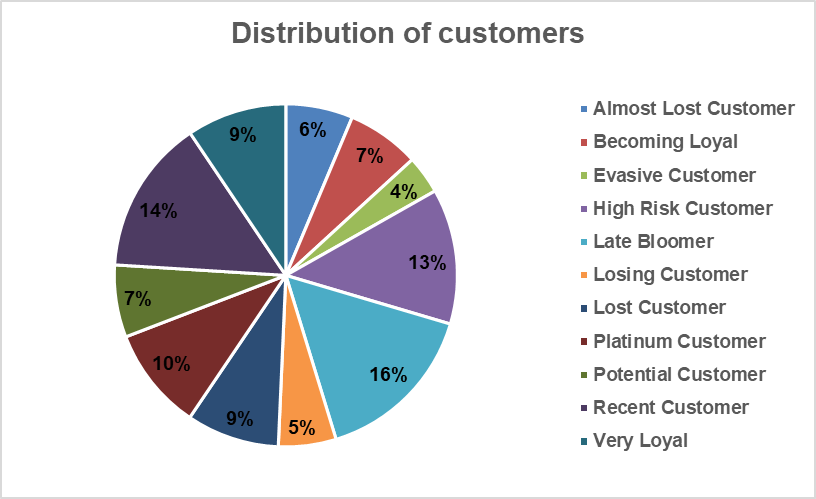 Distribution of customers
6%
7%
4%
13%
16%
5%
9%
10%
7%
14%
9%
Almost Lost Customer
Becoming Loyal
Evasive Customer
High Risk Customer
Late Bloomer
Losing Customer
Lost Customer
Platinum Customer
Potential Customer
Recent Customer
Very Loyal